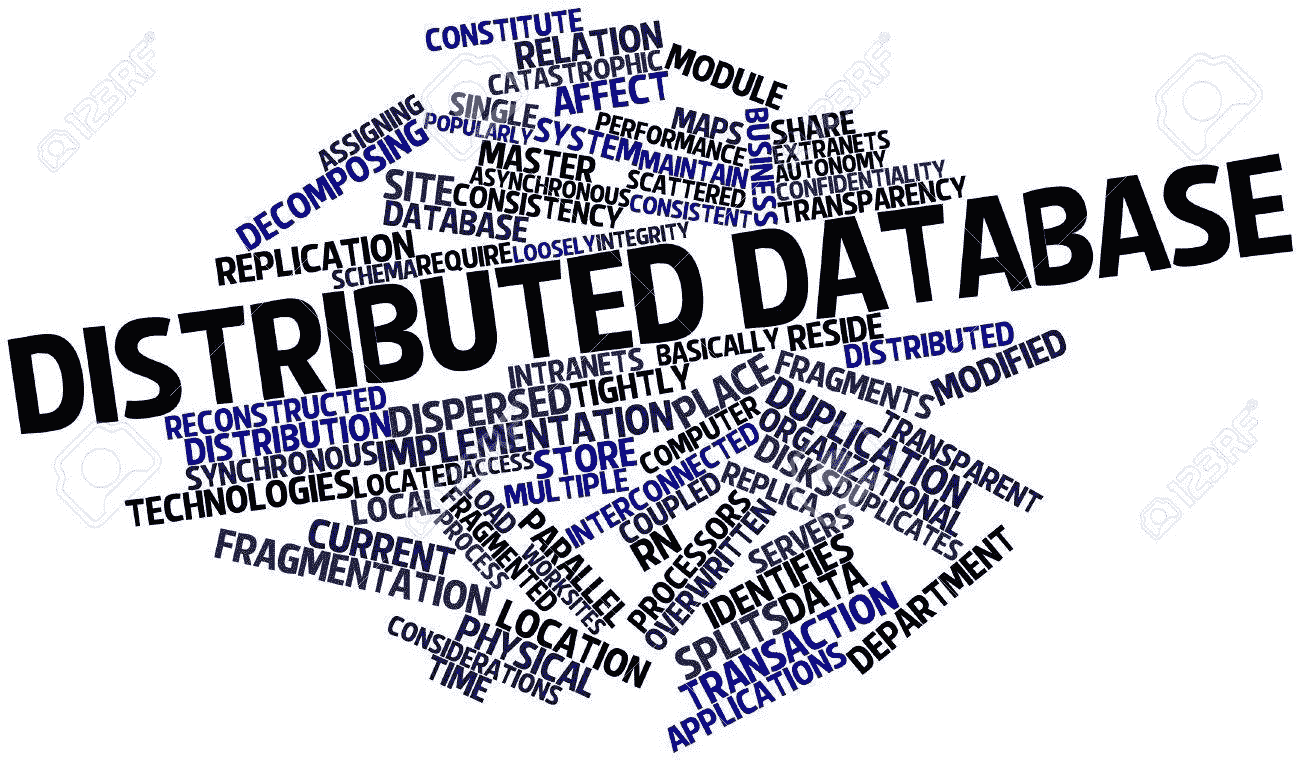 CONSTITUTE
RELATION
CATASTROPHIC
MODULE
AFFECT
SINGLE
ASSIGNING
POPULARLY
SYSTEM
PERFORMANCE
MAPS
BUSINESS
SHARE
DECOMPOSING
MASTER
MAINTAIN
EXTRANETS
AUTONOMY
ASYNCHRONOUS
SCATTERED
CONFIDENTIALITY
SITE
CONSISTENCY
CONSISTENT
TRANSPARENCY
DATABASE
REPLICATION
SCHEMA
REQUIRE
LOOSELY
INTEGRITY
DISTRIBUTED DATABASE
INTRANETS
BASICALLY
RESIDE
DISTRIBUTED
RECONSTRUCTED
DISPERSED
TIGHTLY
FRAGMENTS
MODIFIED
DISTRIBUTION
IMPLEMENTATION
PLACE
DUPLICATION
TRANSPARENT
SYNCHRONOUS
COMPUTER
ORGANIZATIONAL
TECHNOLOGIES
LOCATED
ACCESS
STORE
INTERCONNECTED
DISKS
DUPLICATES
LOCAL
LOAD
MULTIPLE
COUPLED
REPLICA
CURRENT
FRAGMENTED
PROCESS
PARALLEL
WORKSITES
RN
PROCESSORS
OVERWRITTEN
SERVERS
FRAGMENTATION
IDENTIFIES
DATA
DEPARTMENT
LOCATION
SPLITS
PHYSICAL
CONSIDERATIONS
TIME
TRANSACTION
APPLICATIONS
123RF
123RF
123RF
123RF
123RF